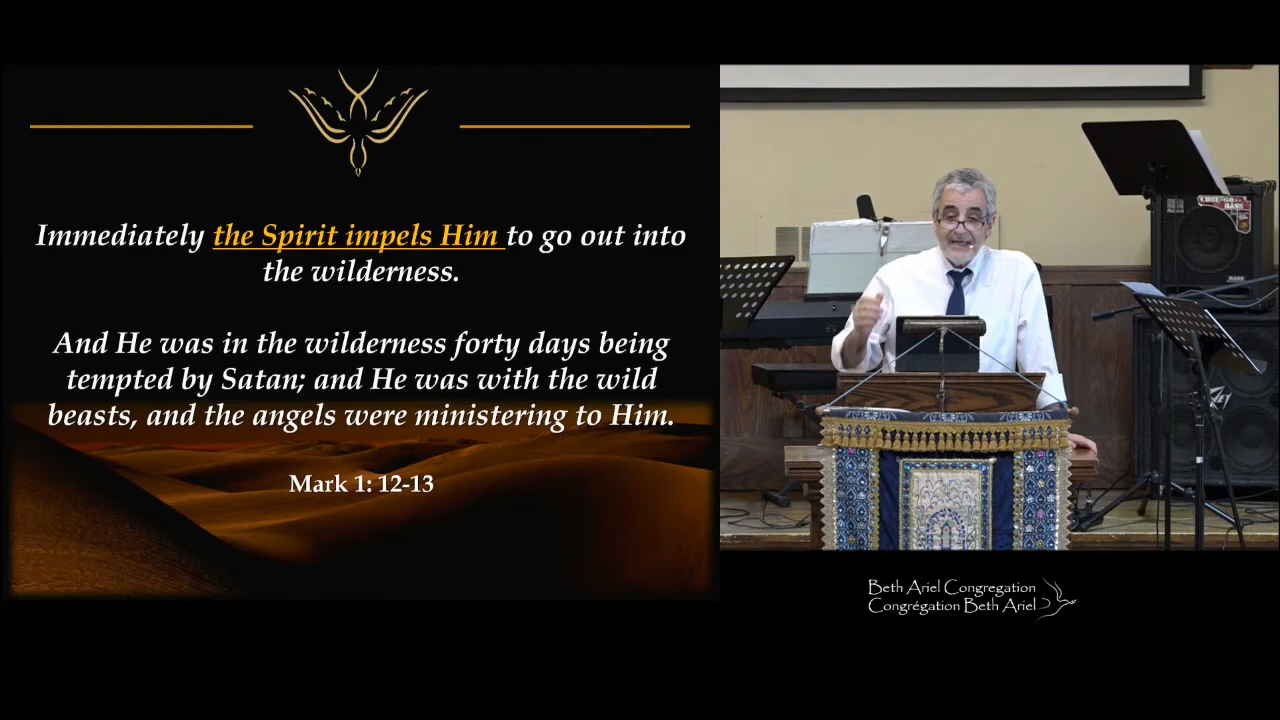 Immediately the Spirit impels Him to go out into
the wilderness.
And He was in the wilderness forty days being
tempted by Satan; and He was with the wild
beasts, and the angels were ministering to Him.
Mark 1: 12-13
PEAVEY
Beth Ariel Congregation
Congrégation Beth Ariel